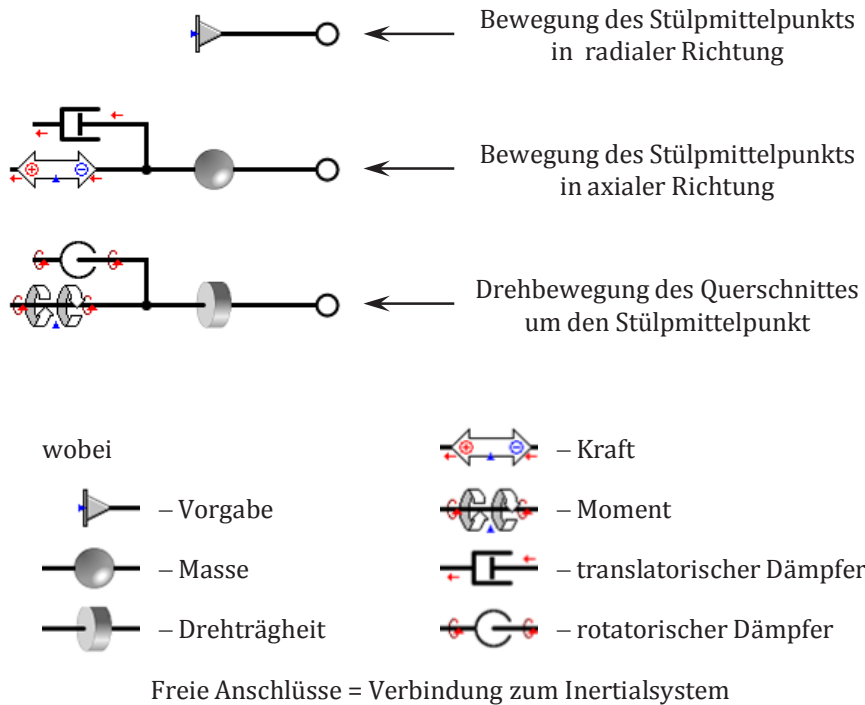 Bewegung des Stülpmittelpunkts
in radialer Richtung
Bewegung des Stülpmittelpunkts
in axialer Richtung
Drehbewegung des Querschnittes
um den Stülpmittelpunkt
wobei
– Kraft
– Vorgabe
– Moment
– Masse
– translatorischer Dämpfer
– Drehträgheit
– rotatorischer Dämpfer
Freie Anschlüsse = Verbindung zum Inertialsystem